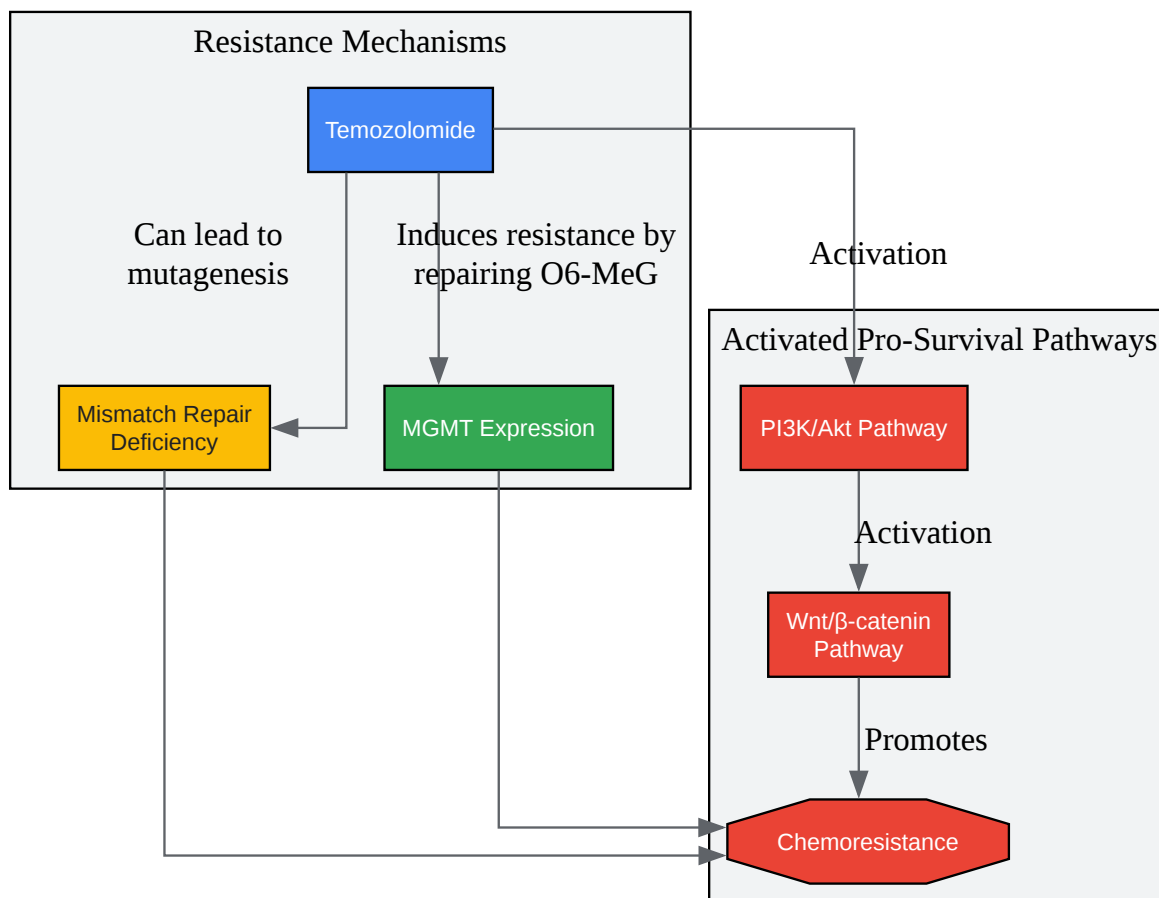 Resistance Mechanisms
Temozolomide
Can lead to
mutagenesis
Induces resistance by
repairing O6-MeG
Activation
Activated Pro-Survival Pathways
Mismatch Repair
Deficiency
MGMT Expression
PI3K/Akt Pathway
Activation
Wnt/β-catenin
Pathway
Promotes
Chemoresistance